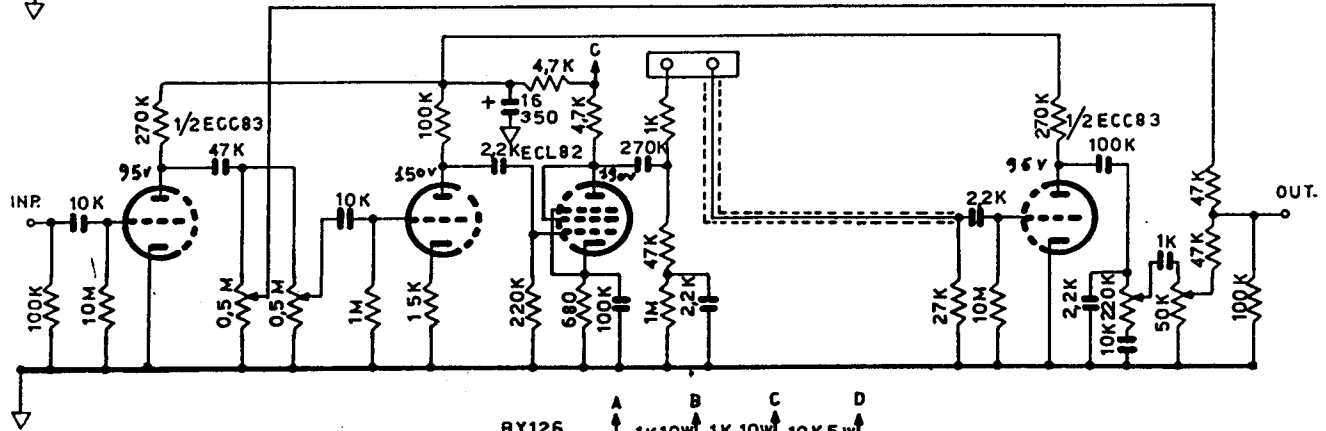 C
4,7K
+
16
350
270K
1/2ECC83
100K
4,7K
1K
270K
1/2ECC83
100K
47K
2,2K
ECL82
270K
95v
150v
190v
96v
47K
INP.
10K
10K
2,2K
OUT.
47K
47K
1K
100K
10M
0,5M
0,5M
1M
15K
220K
680
100K
1M
2,2K
27K
10M
2,2K
220K
10K
50K
100K
A
B
C
D
BY126
1K10W
1K 10W
10K5W